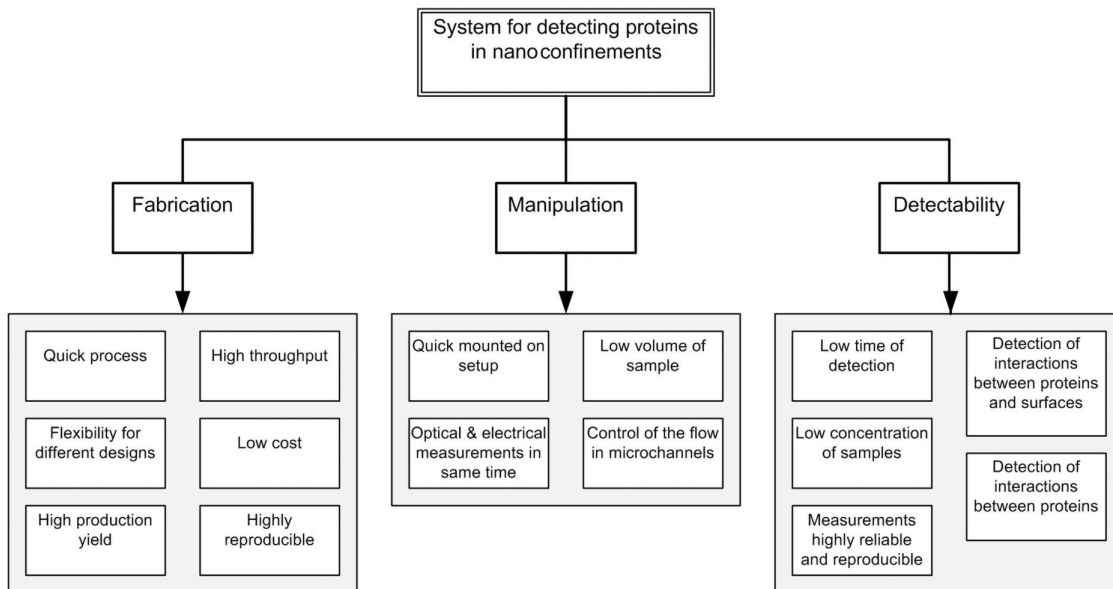 System for detecting proteins
in nanoconfinements
Fabrication
Manipulation
Detectability
Quick process
High throughput
Flexibility for
different designs
Low cost
High production
yield
Highly
reproducible
Quick mounted on
setup
Low volume of
sample
Optical & electrical
measurements in
same time
Control of the flow
in microchannels
Low time of
detection
Detection of
interactions
between proteins
and surfaces
Low concentration
of samples
Detection of
interactions
between proteins
Measurements
highly reliable
and reproducible